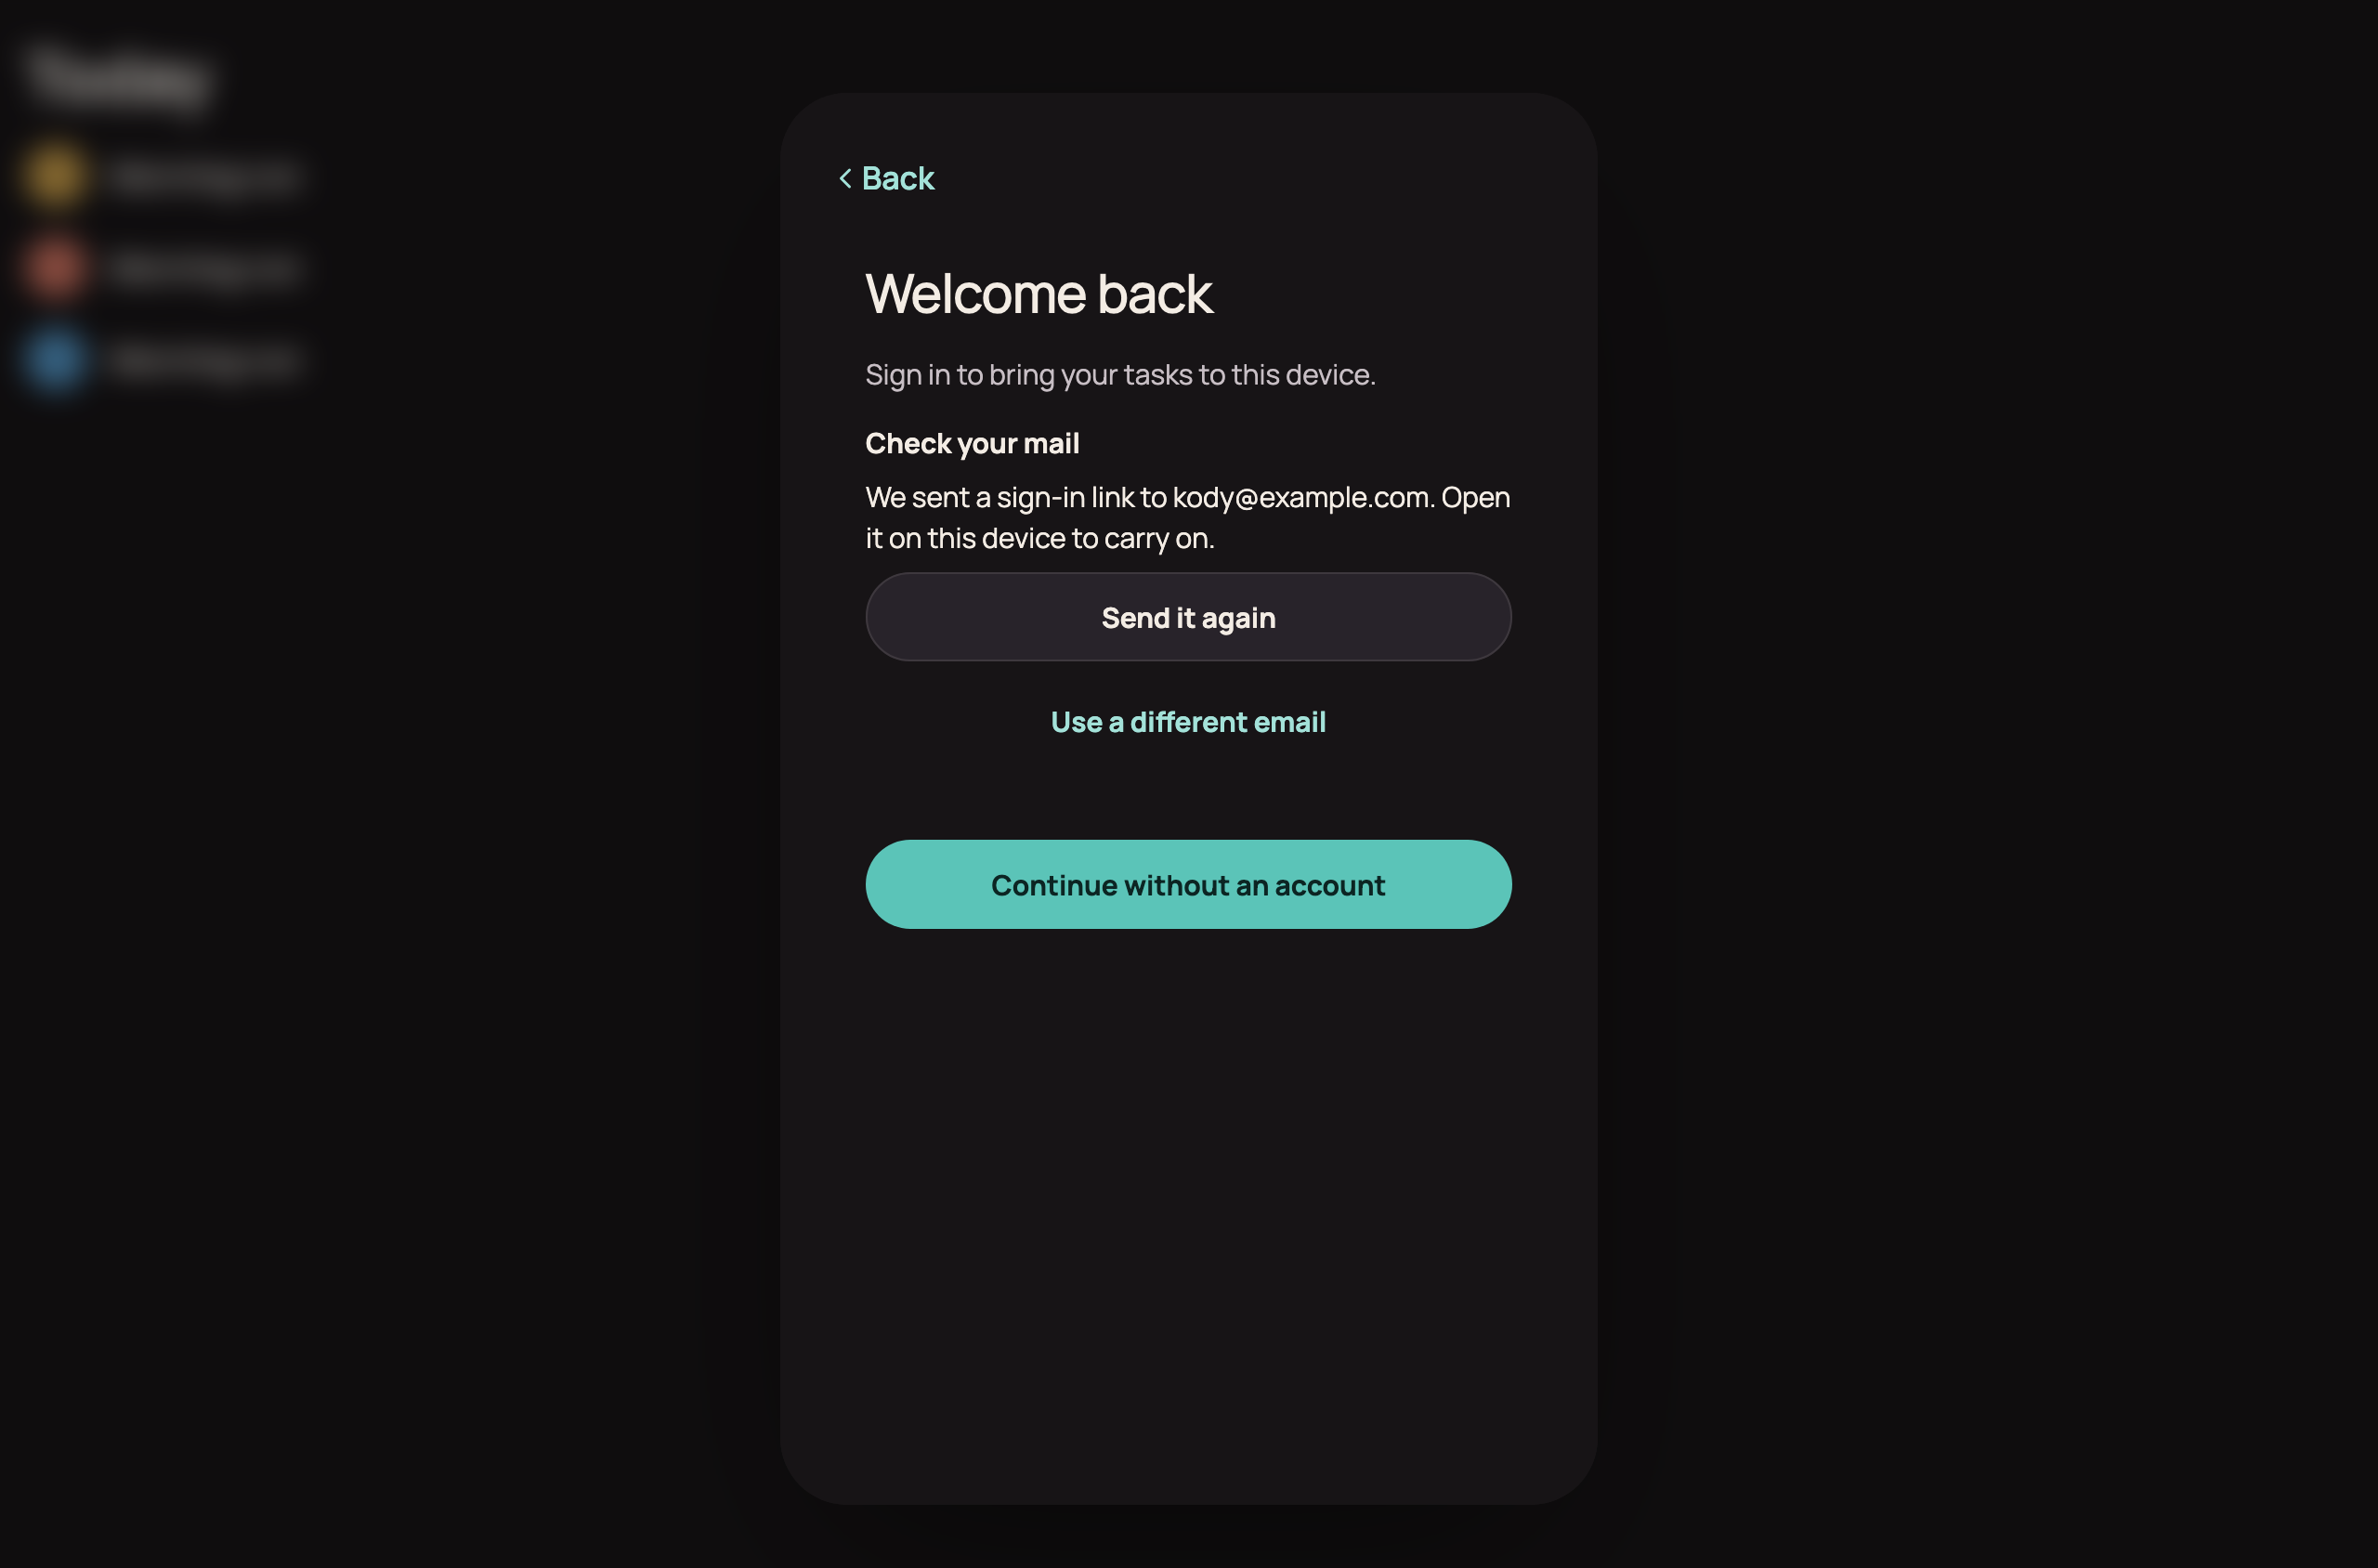 Today
Back
Welcome back
Sign in to bring your tasks to this device.
Check your mail
We sent a sign-in link to kody@example.com. Open
it on this device to carry on.
Send it again
Use a different email
Continue without an account